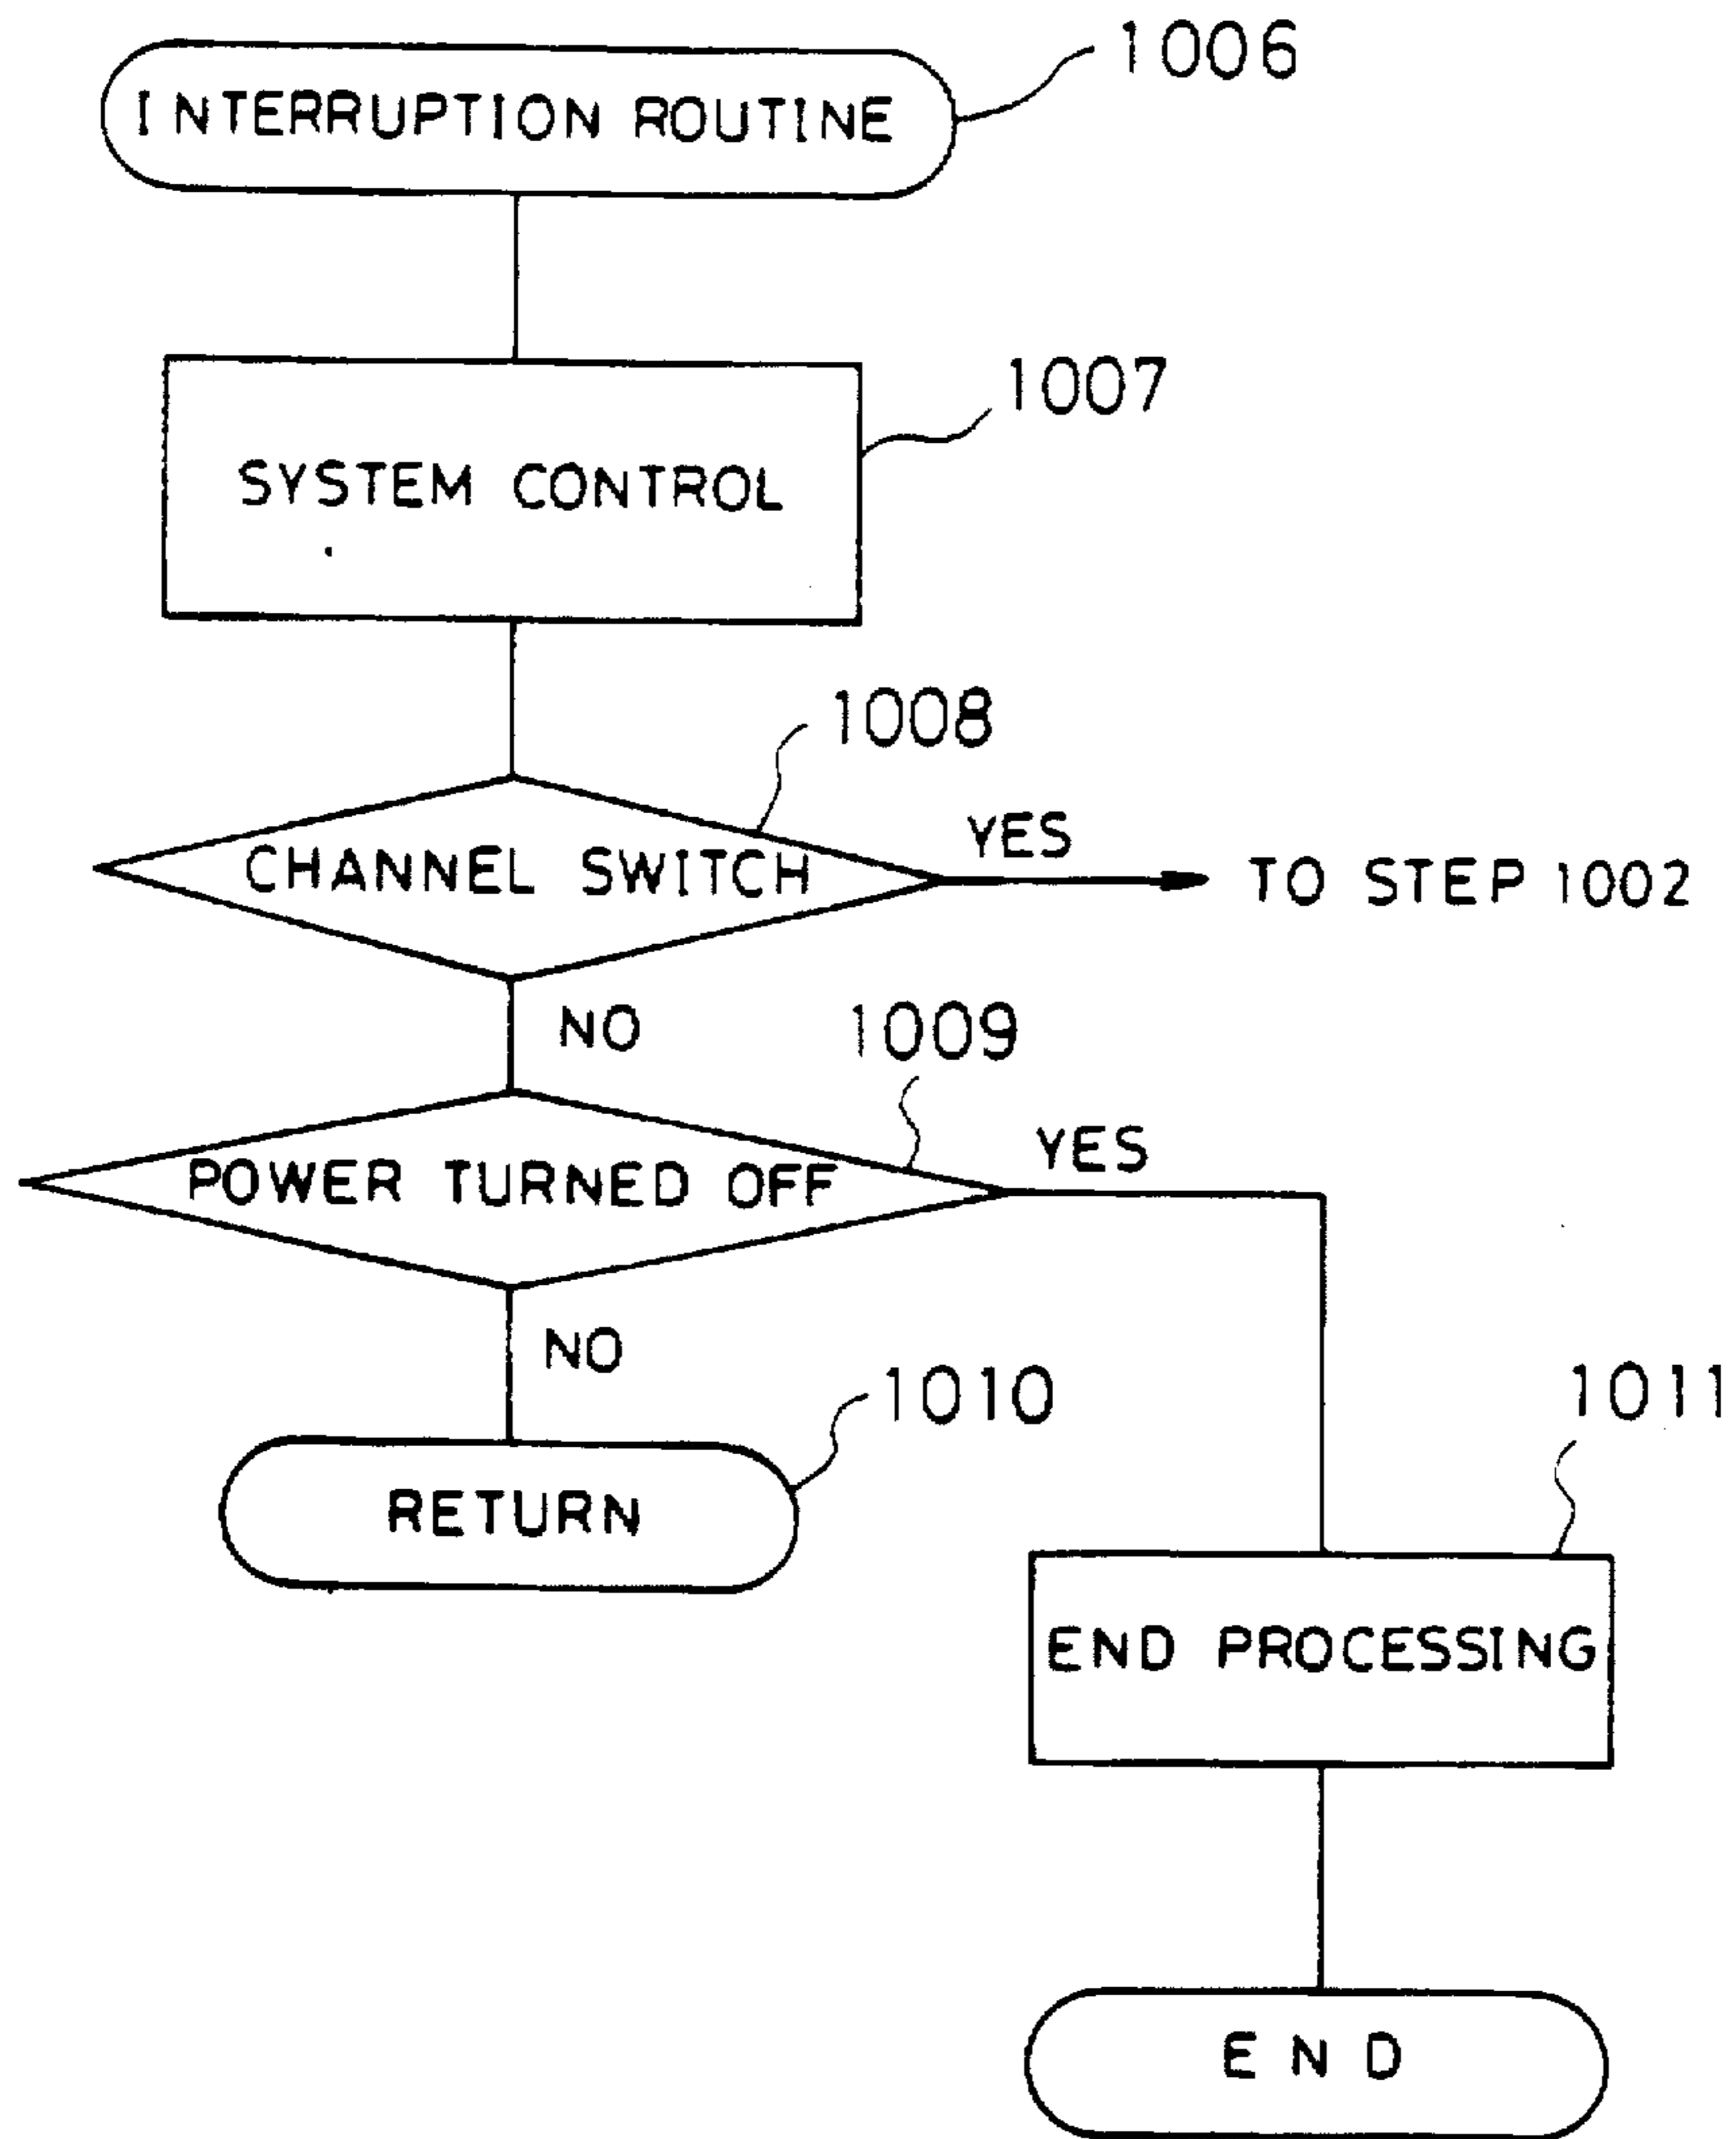 1006
INTERRUPTION ROUTINE
1007
SYSTEM CONTROL
1008
YES
CHANNEL SWITCH
TO STEP 1002
NO
1009
YES
POWER TURNED OFF
NO
1010
1011
RETURN
END PROCESSING
END